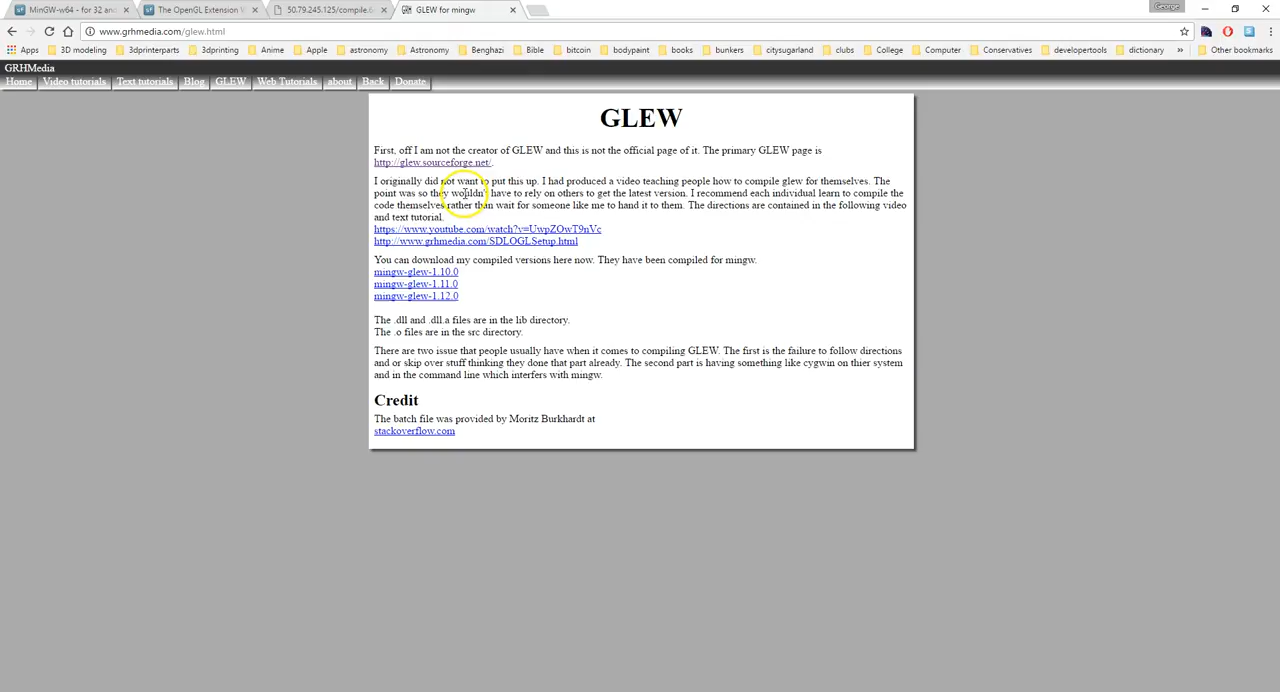 MinGW-w64 - for 32 and
The OpenGL Extension W
50.79.245.125/compile.6
GLEW for mingw
George
www.grhmedia.com/glew.html
Apps 3D modeling 3dprinterparts 3dprinting Anime Apple astronomy Astronomy Benghazi Bible bitcoin bodypaint books bunkers citysugarland clubs College Computer Conservatives developertools dictionary » Other bookmarks
GRHMedia
Home Video tutorials Text tutorials Blog GLEW Web Tutorials about Back Donate
GLEW
First, off I am not the creator of GLEW and this is not the official page of it. The primary GLEW page is
http://glew.sourceforge.net/.
I originally did not want to put this up. I had produced a video teaching people how to compile glew for themselves. The
point was so they wouldn't have to rely on others to get the latest version. I recommend each individual learn to compile the
code themselves rather than wait for someone like me to hand it to them. The directions are contained in the following video
and text tutorial.
https://www.youtube.com/watch?v=UwpZOwT9nVc
http://www.grhmedia.com/SDLOGLSetup.html
You can download my compiled versions here now. They have been compiled for mingw.
mingw-glew-1.10.0
mingw-glew-1.11.0
mingw-glew-1.12.0
The .dll and .dll.a files are in the lib directory.
The .o files are in the src directory.
There are two issue that people usually have when it comes to compiling GLEW. The first is the failure to follow directions
and or skip over stuff thinking they done that part already. The second part is having something like cygwin on thier system
and in the command line which interfers with mingw.
Credit
The batch file was provided by Moritz Burkhardt at
stackoverflow.com